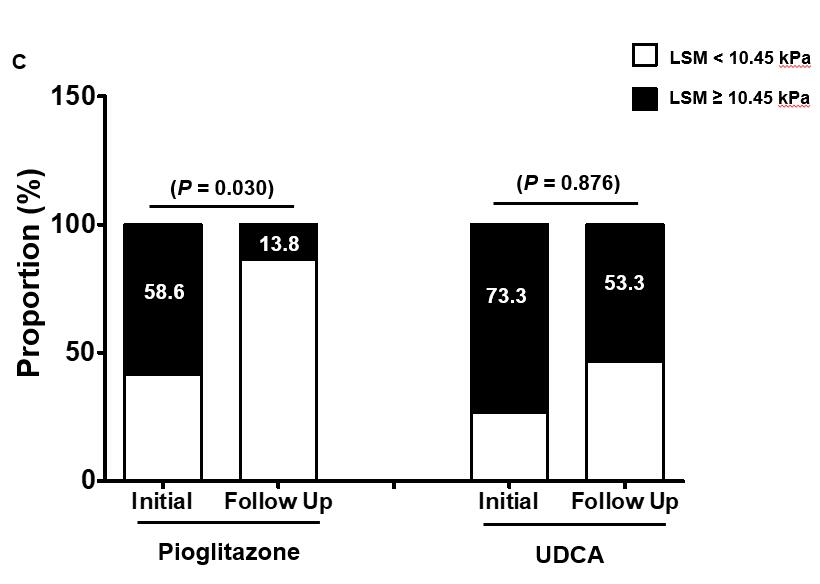 C
LSM < 10.45 kPa
LSM ≥ 10.45 kPa
Proportion (%)
150
100
50
0
(P = 0.030)
(P = 0.876)
58.6
13.8
73.3
53.3
Initial
Follow Up
Initial
Follow Up
Pioglitazone
UDCA